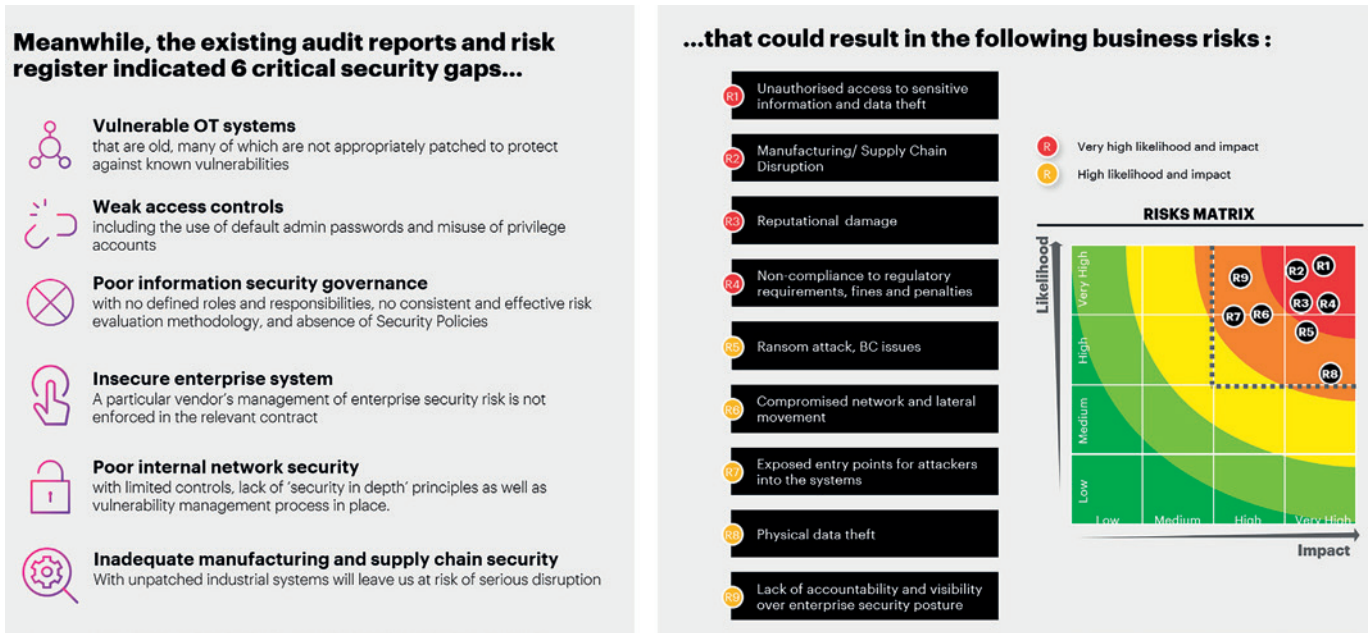 Meanwhile, the existing audit reports and risk
register indicated 6 critical security gaps...
Vulnerable OT systems
that are old, many of which are not appropriately patched to protect
against known vulnerabilities
Weak access controls
including the use of default admin passwords and misuse of privilege
accounts
Poor information security governance
with no defined roles and responsibilities, no consistent and effective risk
evaluation methodology, and absence of Security Policies
Insecure enterprise system
A particular vendor's management of enterprise security risk is not
enforced in the relevant contract
Poor internal network security
with limited controls, lack of 'security in depth' principles as well as
vulnerability management process in place.
Inadequate manufacturing and supply chain security
With unpatched industrial systems will leave us at risk of serious disruption
...that could result in the following business risks :
R1
Unauthorised access to sensitive
information and data theft
R2
Manufacturing/ Supply Chain
Disruption
R3
Reputational damage
R4
Non-compliance to regulatory
requirements, fines and penalties
R5
Ransom attack, BC issues
R6
Compromised network and lateral
movement
R7
Exposed entry points for attackers
into the systems
R8
Physical data theft
R9
Lack of accountability and visibility
over enterprise security posture
R
Very high likelihood and impact
R
High likelihood and impact
RISKS MATRIX
Likelihood
Very High
High
Medium
Low
R9
R2
R1
R3
R4
R7
R6
R5
R8
Low
Medium
High
Very High
Impact